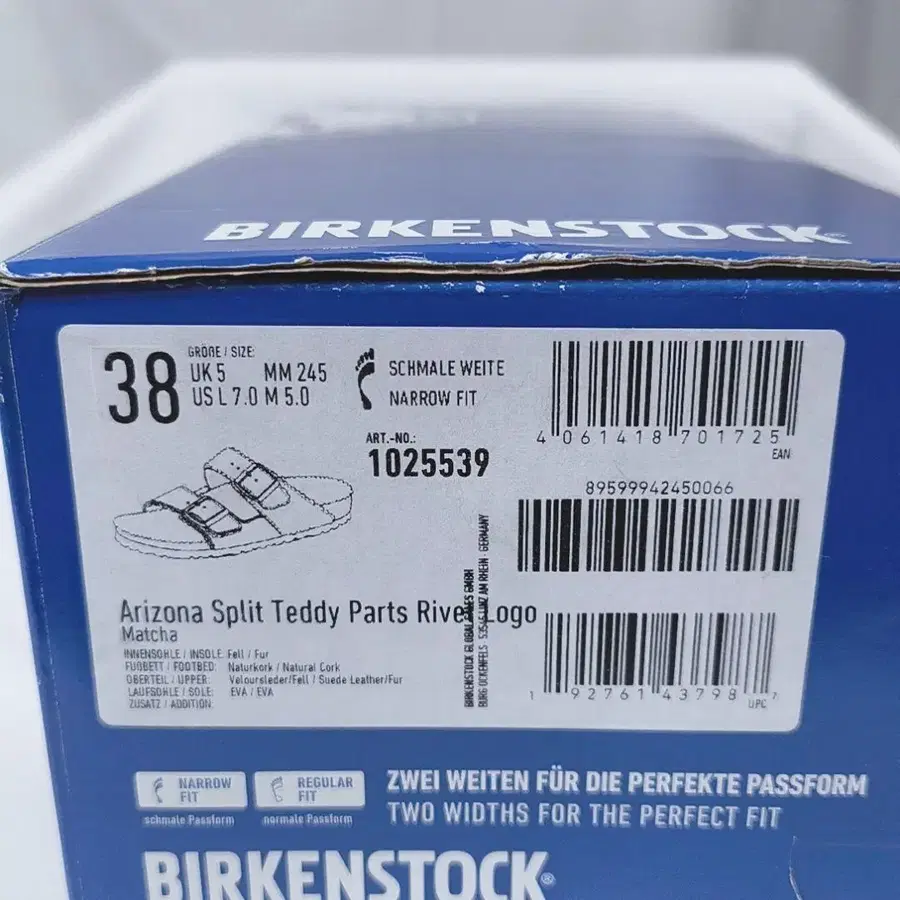 BIRKENSTOCK
38
GRÖßE / SIZE:
UK 5 MM 245
US L 7.0 M 5.0
SCHMALE WEITE
NARROW FIT
ART.-NO.:
1025539
4 061418 701725
EAN
89599942450066
Arizona Split Teddy Parts River Logo
Matcha
INNENSOHLE / INSOLE: Fell / Fur
FUßBETT / FOOTBED: Naturkork / Natural Cork
OBERTEIL / UPPER: Veloursleder/Fell / Suede Leather/Fur
LAUFSOHLE / SOLE: EVA / EVA
ZUSATZ / ADDITION:
BIRKENSTOCK GLOBAL SALES GMBH
BURG OCKENFELS 53545 LINZ AM RHEIN - GERMANY
1 92761 43798
UPC
NARROW FIT
schmale Passform
REGULAR FIT
normale Passform
ZWEI WEITEN FÜR DIE PERFEKTE PASSFORM
TWO WIDTHS FOR THE PERFECT FIT
BIRKENSTOCK®